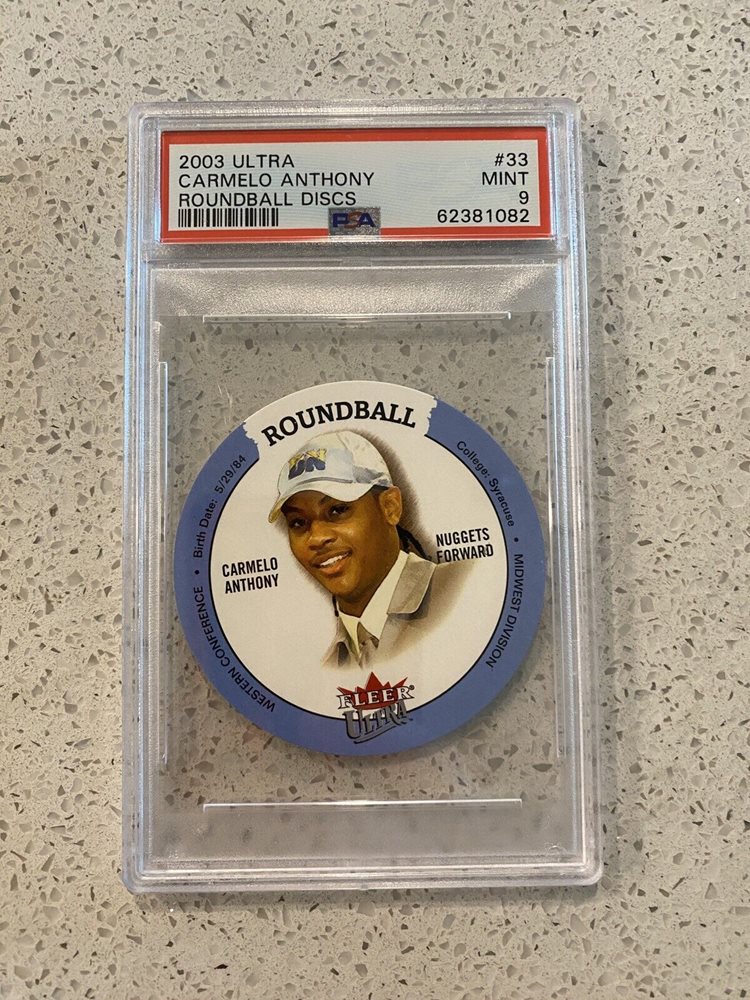 2003 ULTRA #33
CARMELO ANTHONY MINT
ROUNDBALL DISCS 9
PSA 62381082
ROUNDBALL
Birth Date: 5/29/84
College: Syracuse
DN
CARMELO
ANTHONY
NUGGETS
FORWARD
WESTERN CONFERENCE •
• MIDWEST DIVISION
FLEER®
ULTRA